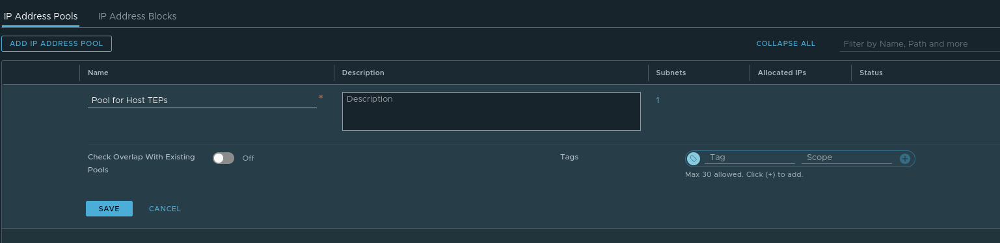 IP Address Pools IP Address Blocks
ADD IP ADDRESS POOL COLLAPSE ALL Filter by Name, Path and more
Name Description Subnets Allocated IPs Status
Pool for Host TEPs * Description 1
Check Overlap With Existing Off Tags Tag Scope
Pools Max 30 allowed. Click (+) to add.
SAVE CANCEL